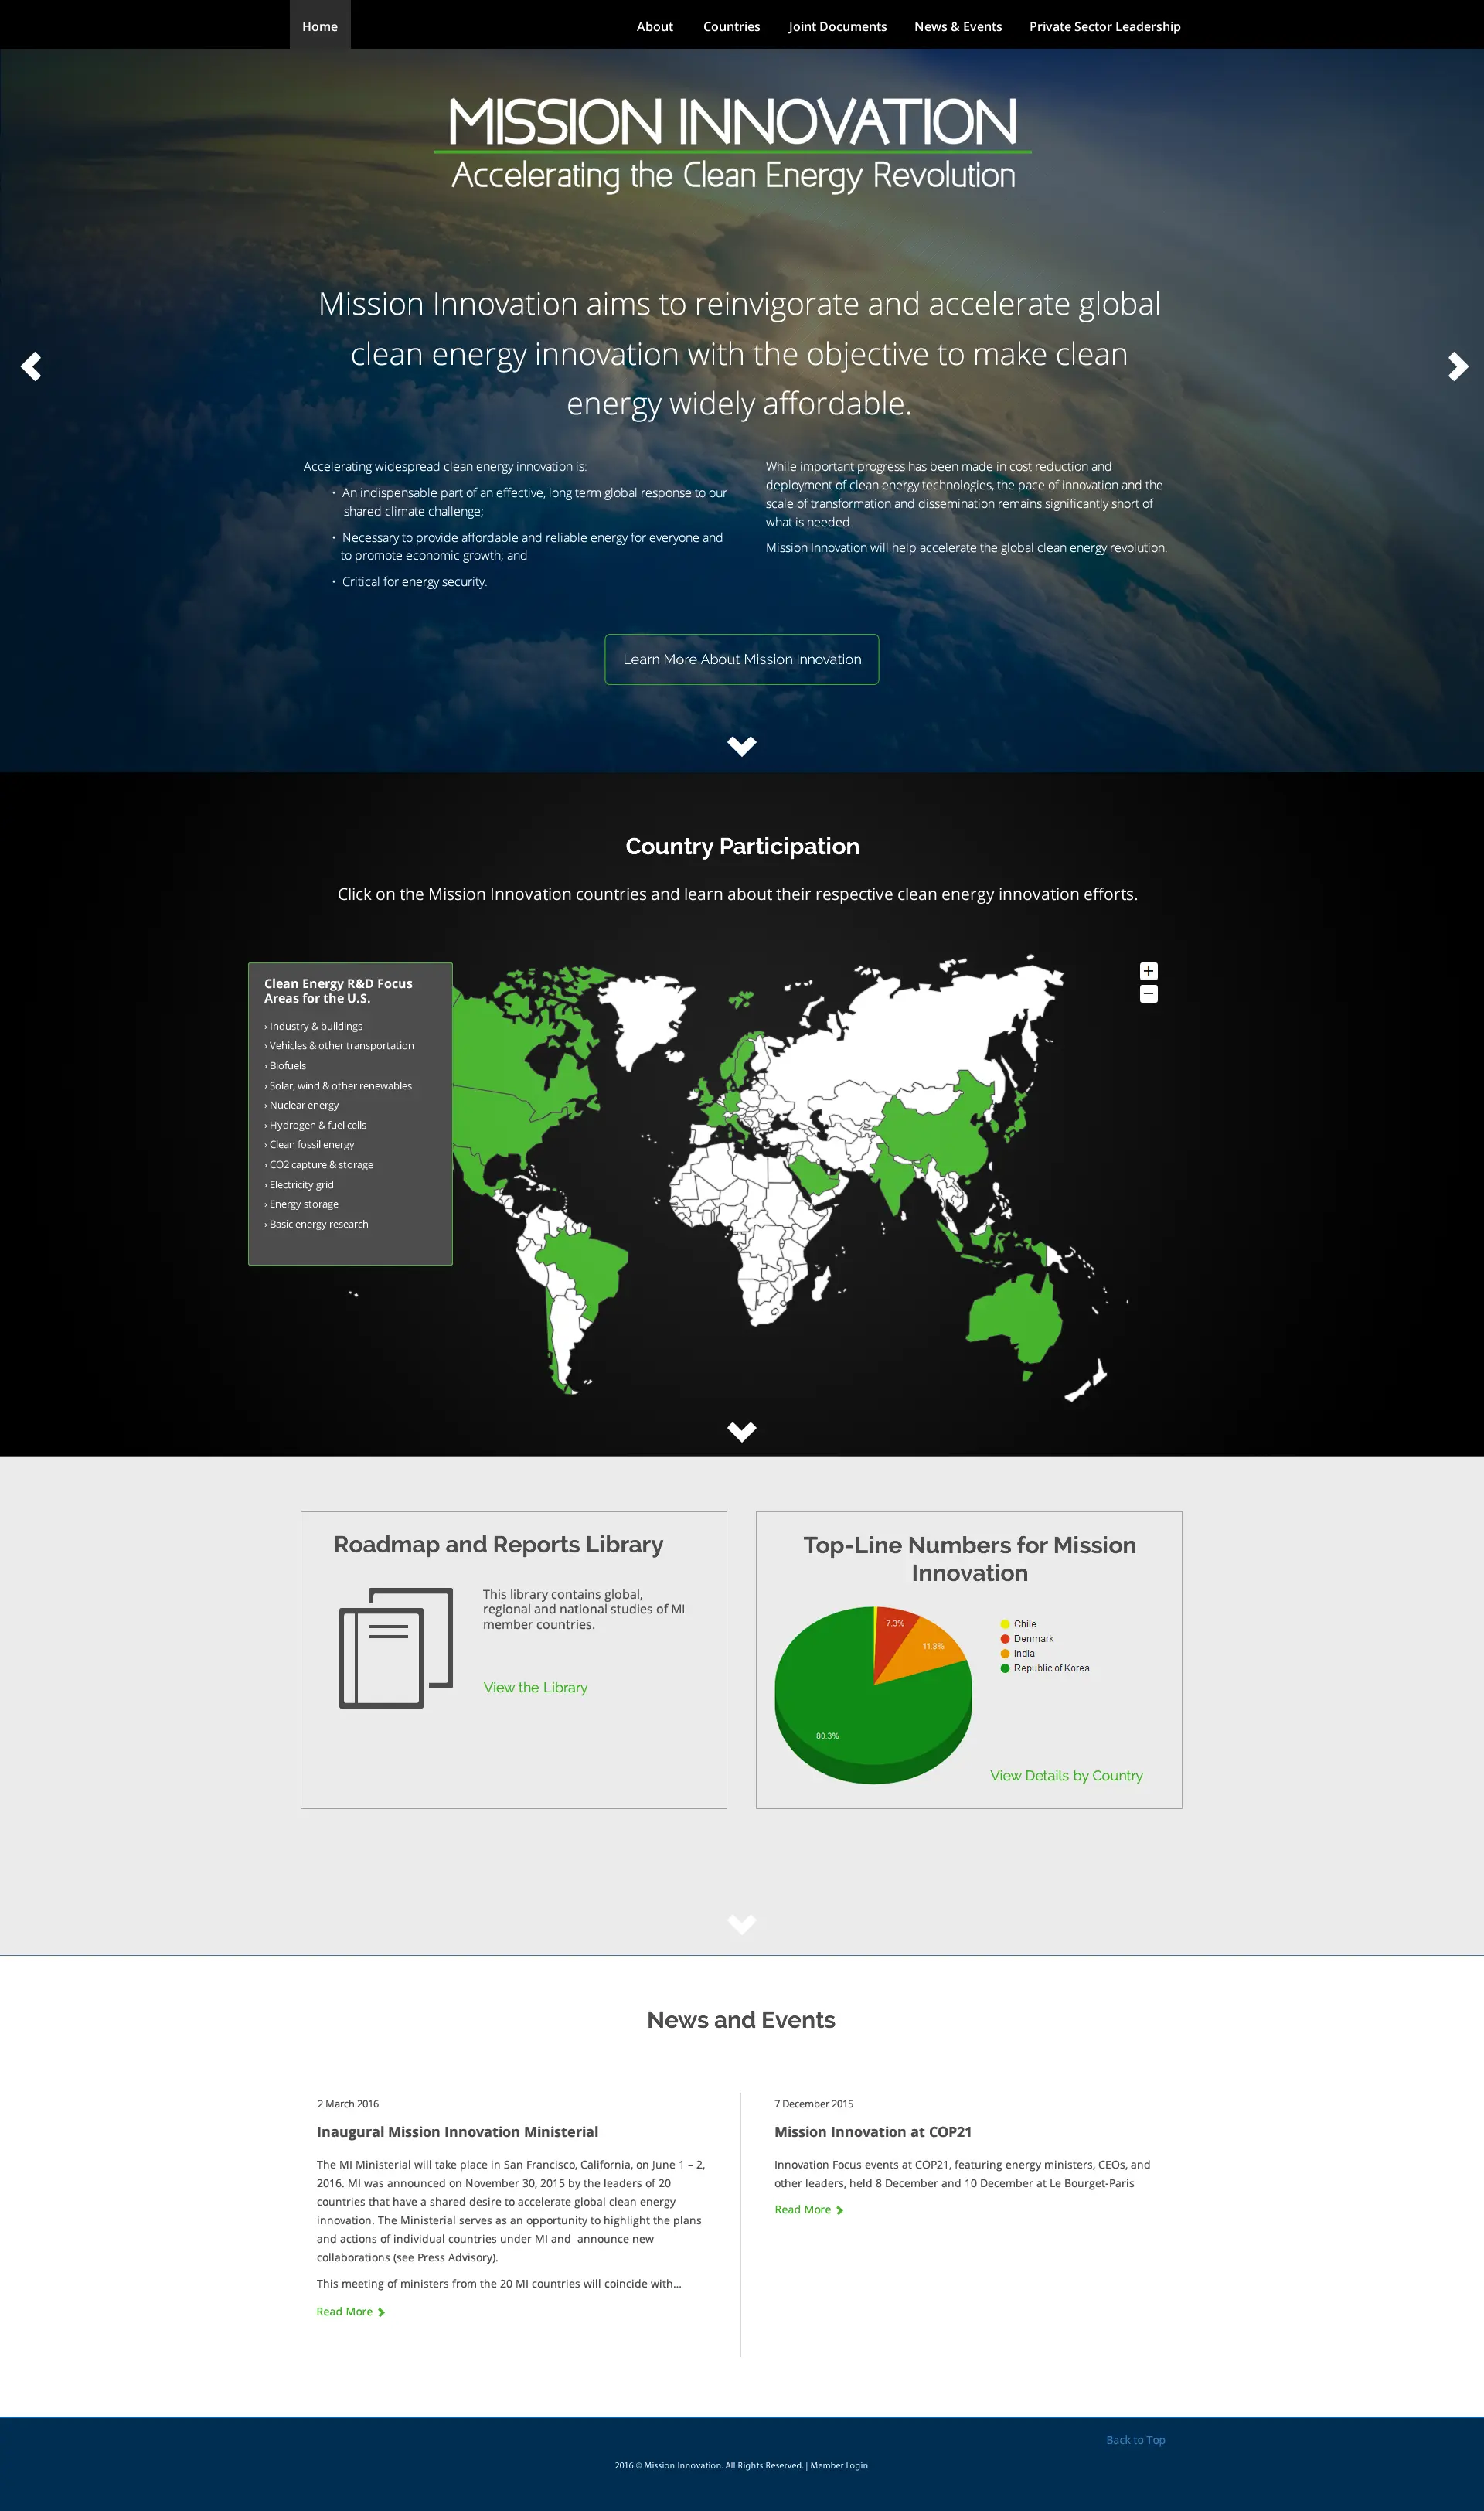 Home
About
Countries
Joint Documents
News & Events
Private Sector Leadership
MISSION INNOVATION
Accelerating the Clean Energy Revolution
Mission Innovation aims to reinvigorate and accelerate global
clean energy innovation with the objective to make clean
energy widely affordable.
Accelerating widespread clean energy innovation is:
• An indispensable part of an effective, long term global response to our
shared climate challenge;
• Necessary to provide affordable and reliable energy for everyone and
to promote economic growth; and
• Critical for energy security.
While important progress has been made in cost reduction and
deployment of clean energy technologies, the pace of innovation and the
scale of transformation and dissemination remains significantly short of
what is needed.
Mission Innovation will help accelerate the global clean energy revolution.
Learn More About Mission Innovation
Country Participation
Click on the Mission Innovation countries and learn about their respective clean energy innovation efforts.
Clean Energy R&D Focus
Areas for the U.S.
› Industry & buildings
› Vehicles & other transportation
› Biofuels
› Solar, wind & other renewables
› Nuclear energy
› Hydrogen & fuel cells
› Clean fossil energy
› CO2 capture & storage
› Electricity grid
› Energy storage
› Basic energy research
+
−
Roadmap and Reports Library
This library contains global,
regional and national studies of MI
member countries.
View the Library
Top-Line Numbers for Mission
Innovation
7.3%
11.8%
80.3%
Chile
Denmark
India
Republic of Korea
View Details by Country
News and Events
2 March 2016
Inaugural Mission Innovation Ministerial
The MI Ministerial will take place in San Francisco, California, on June 1 – 2,
2016. MI was announced on November 30, 2015 by the leaders of 20
countries that have a shared desire to accelerate global clean energy
innovation. The Ministerial serves as an opportunity to highlight the plans
and actions of individual countries under MI and  announce new
collaborations (see Press Advisory).
This meeting of ministers from the 20 MI countries will coincide with...
Read More
7 December 2015
Mission Innovation at COP21
Innovation Focus events at COP21, featuring energy ministers, CEOs, and
other leaders, held 8 December and 10 December at Le Bourget-Paris
Read More
Back to Top
2016 © Mission Innovation. All Rights Reserved. | Member Login